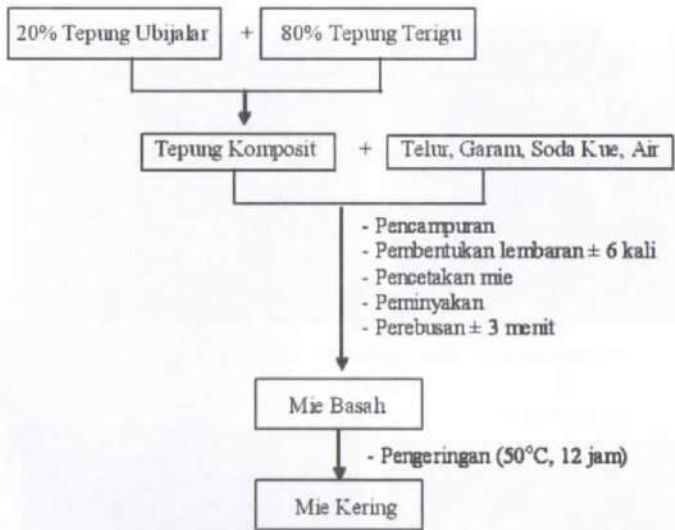 20% Tepung Ubijalar + 80% Tepung Terigu
Tepung Komposit + Telur, Garam, Soda Kue, Air
- Pencampuran
- Pembentukan lembaran ± 6 kali
- Pencetakan mie
- Peminyakan
- Perebusan ± 3 menit
Mie Basah
- Pengeringan (50°C, 12 jam)
Mie Kering